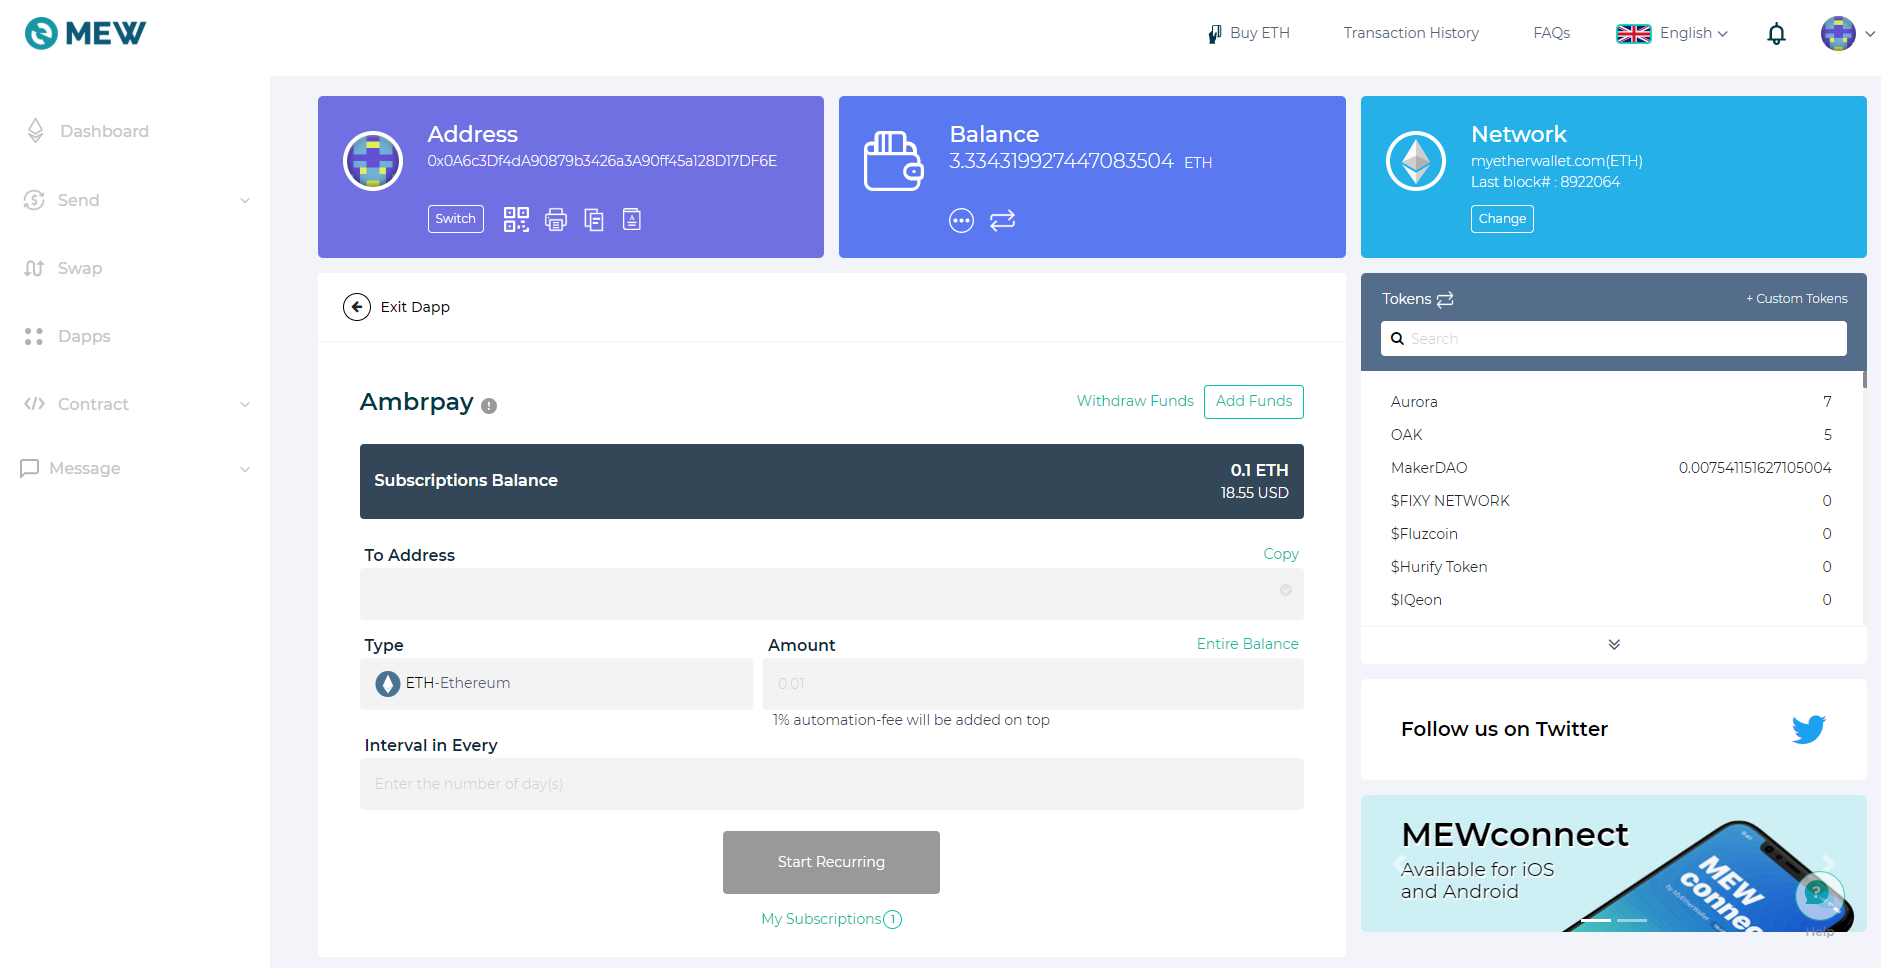 MEW
Buy ETH
Transaction History
FAQs
English
Dashboard
Send
Swap
Dapps
Contract
Message
Address
0x0A6c3Df4dA90879b3426a3A90ff45a128D17DF6E
Switch
Balance
3.334319927447083504 ETH
Network
myetherwallet.com(ETH)
Last block# : 8922064
Change
Exit Dapp
Ambrpay
Withdraw Funds
Add Funds
Subscriptions Balance
0.1 ETH
18.55 USD
To Address
Copy
Type
ETH-Ethereum
Amount
Entire Balance
0.01
1% automation-fee will be added on top
Interval in Every
Enter the number of day(s)
Start Recurring
My Subscriptions 1
Tokens
+ Custom Tokens
Search
Aurora 7
OAK 5
MakerDAO 0.007541151627105004
$FIXY NETWORK 0
$Fluzcoin 0
$Hurify Token 0
$IQeon 0
Follow us on Twitter
MEWconnect
Available for iOS
and Android
MEW
connect
Help